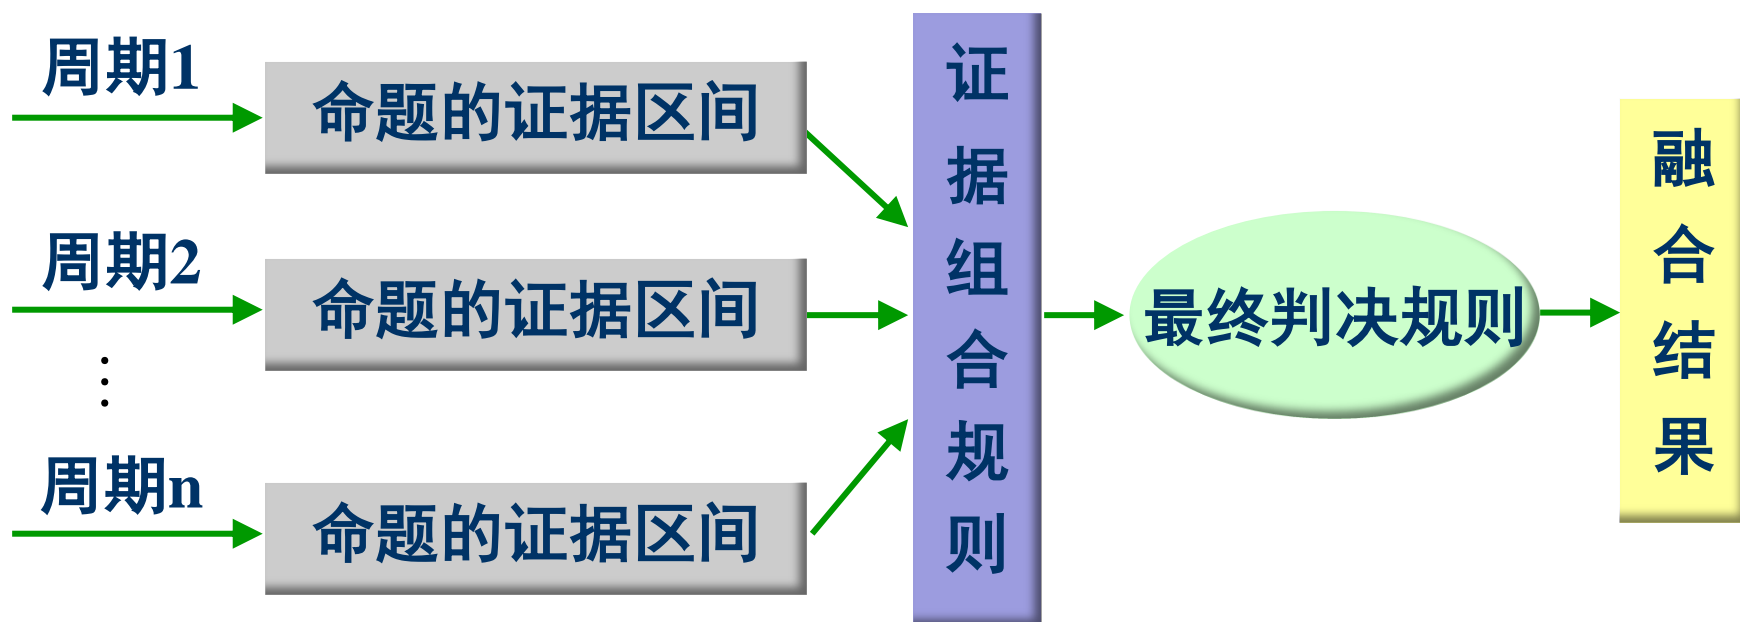 周期1
命题的证据区间
周期2
命题的证据区间
⋮
周期n
命题的证据区间
证据组合规则
最终判决规则
融合结果